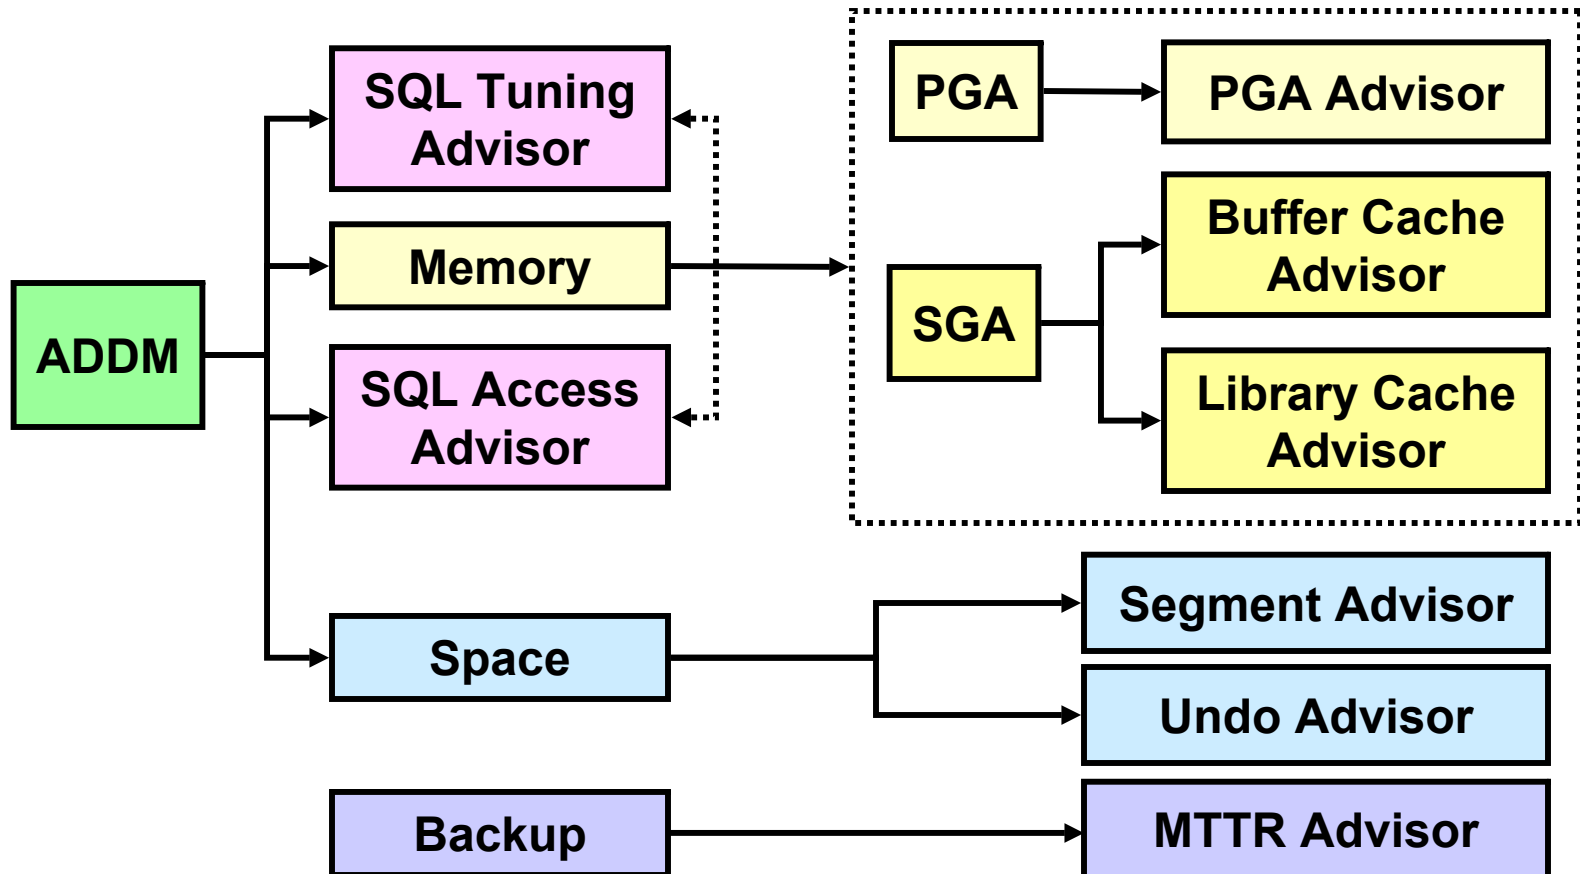 ADDM
SQL Tuning
Advisor
Memory
SQL Access
Advisor
Space
Backup
PGA
PGA Advisor
SGA
Buffer Cache
Advisor
Library Cache
Advisor
Segment Advisor
Undo Advisor
MTTR Advisor